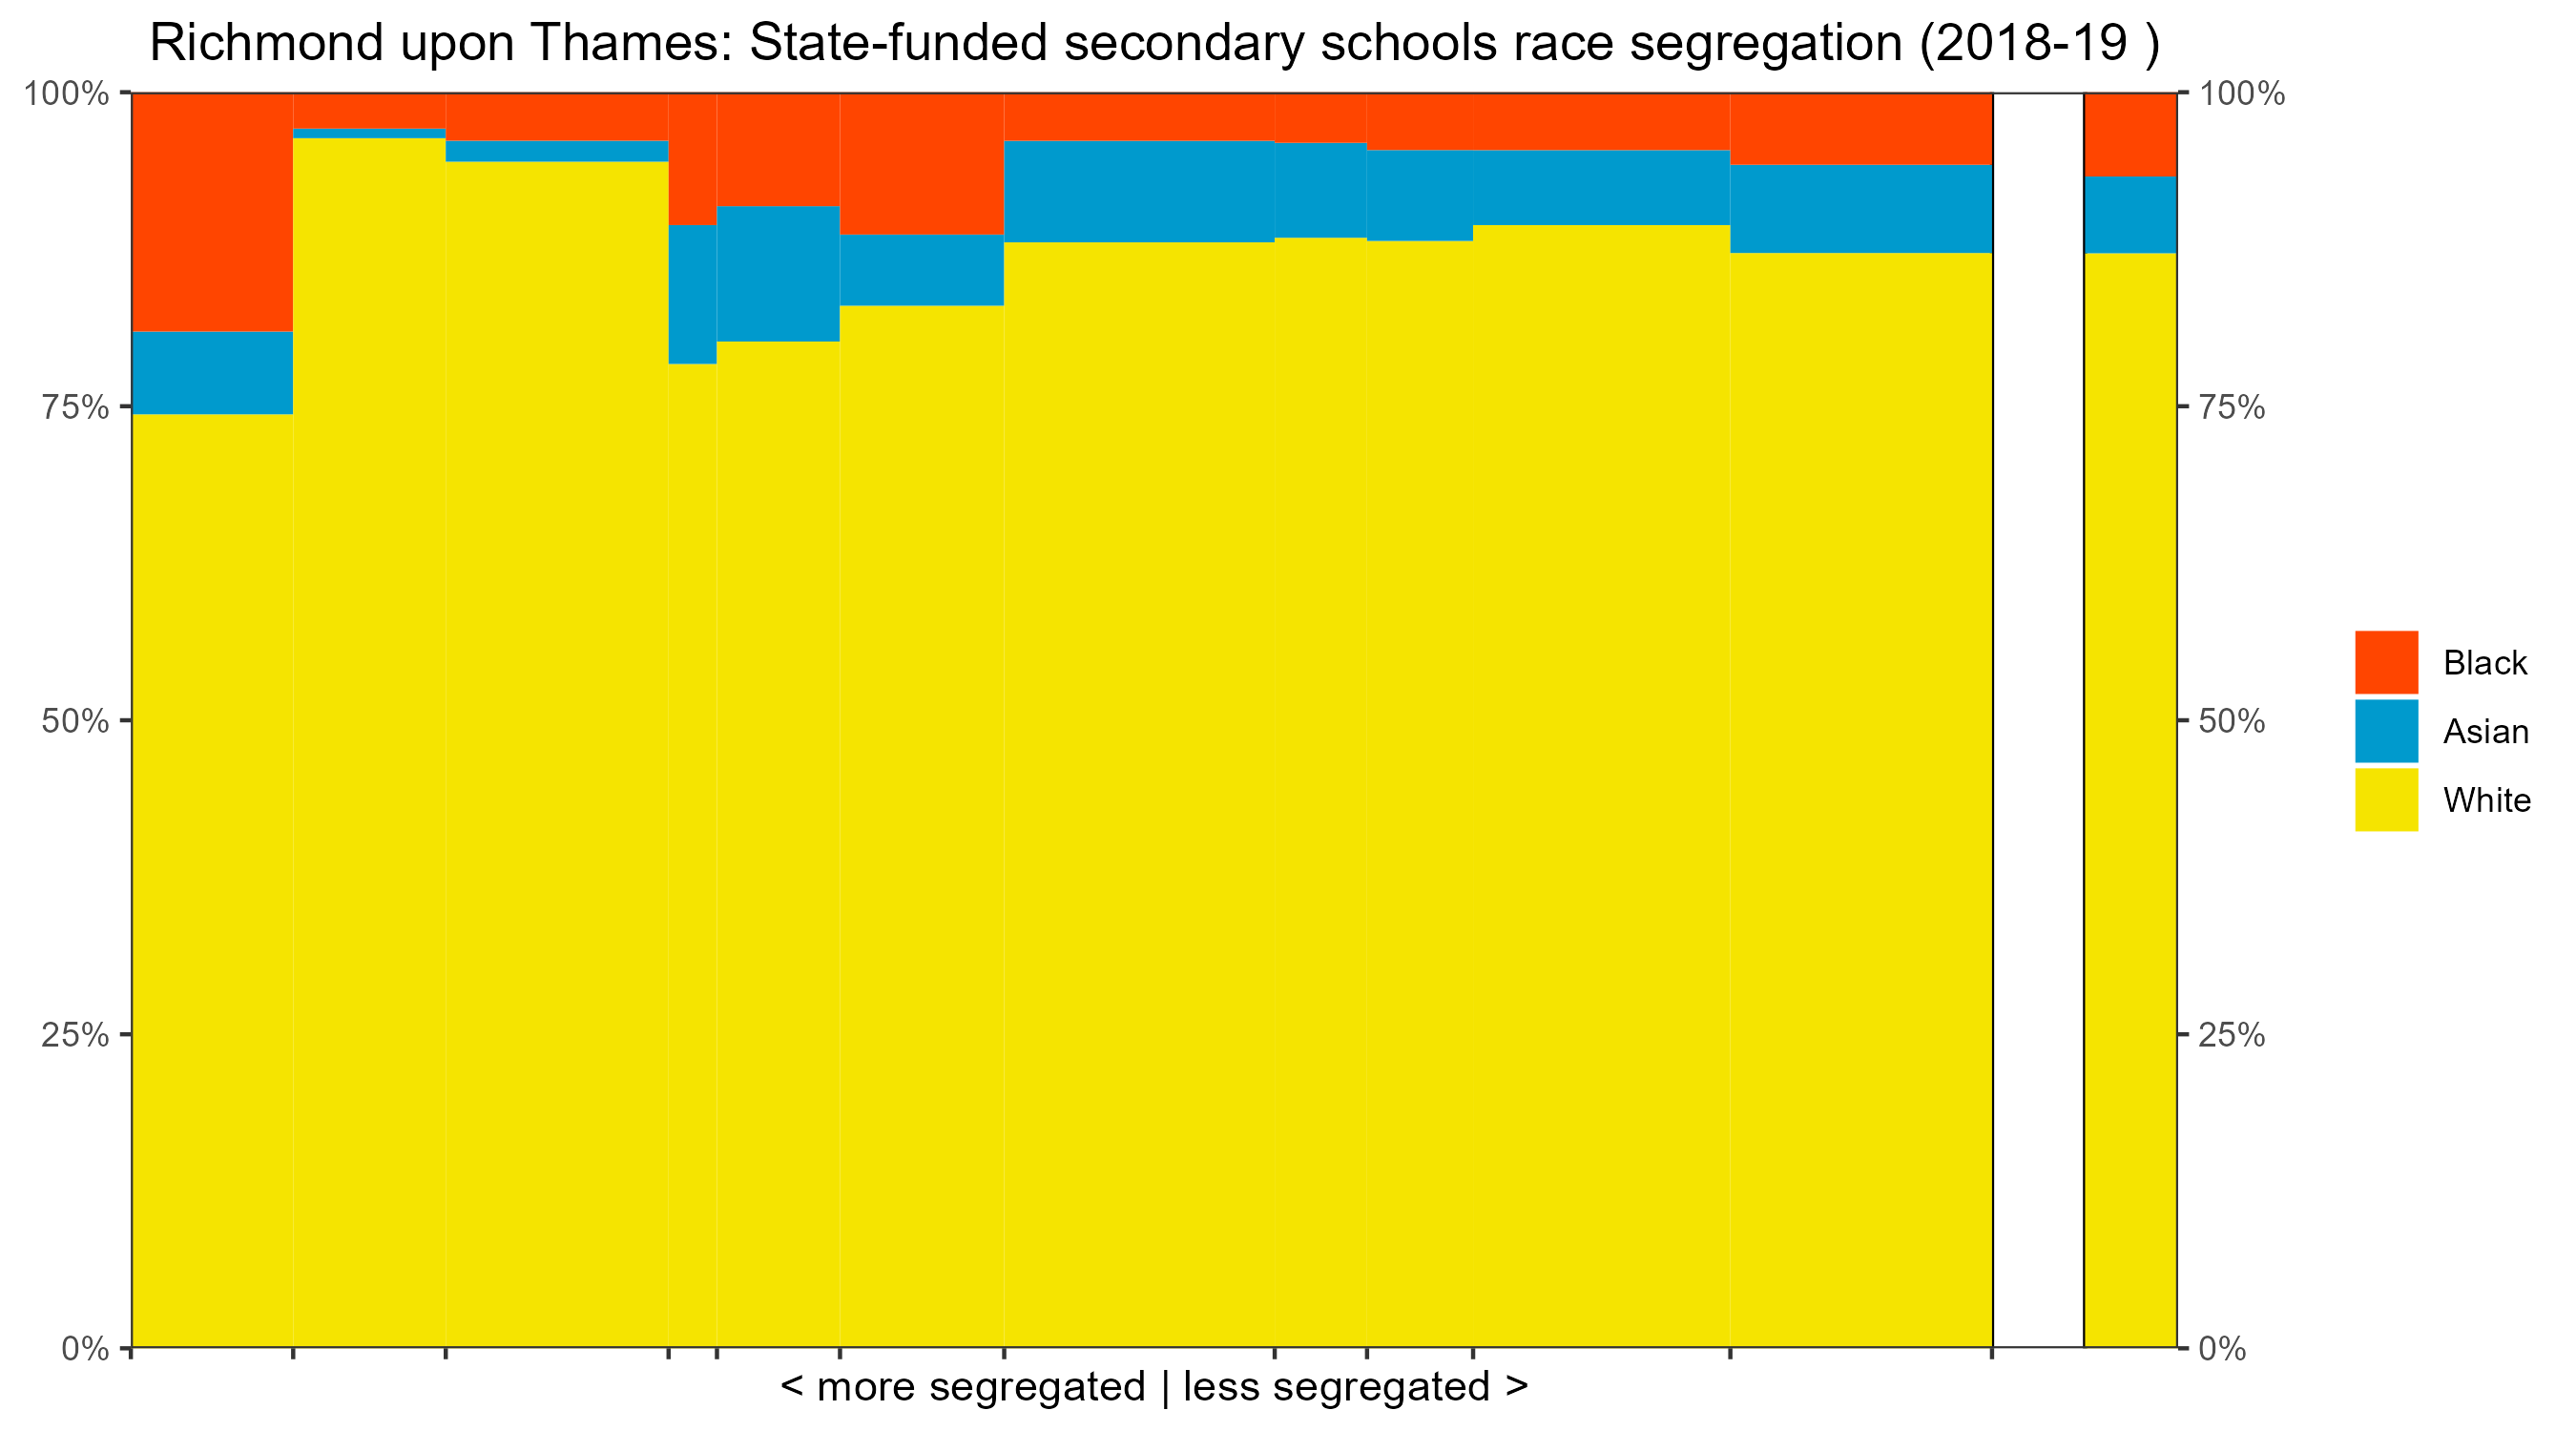 Richmond upon Thames: State-funded secondary schools race segregation (2018-19 )
100%
100%
75%
75%
50%
50%
25%
25%
0%
0%
Black
Asian
White
< more segregated | less segregated >